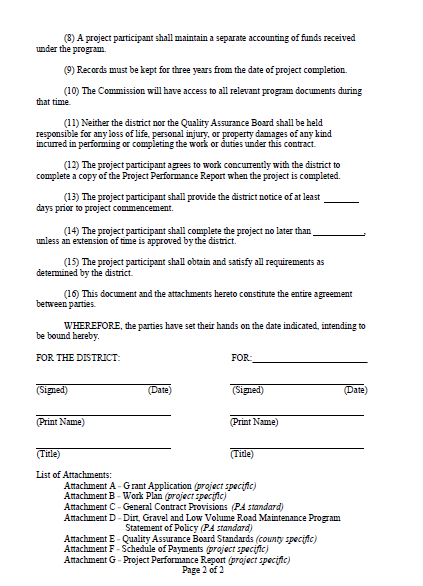 (8) A project participant shall maintain a separate accounting of funds received
under the program.
(9) Records must be kept for three years from the date of project completion.
(10) The Commission will have access to all relevant program documents during
that time.
(11) Neither the district nor the Quality Assurance Board shall be held
responsible for any loss of life, personal injury, or property damages of any kind
incurred in performing or completing the work or duties under this contract.
(12) The project participant agrees to work concurrently with the district to
complete a copy of the Project Performance Report when the project is completed.
(13) The project participant shall provide the district notice of at least _______
days prior to project commencement.
(14) The project participant shall complete the project no later than __________,
unless an extension of time is approved by the district.
(15) The project participant shall obtain and satisfy all requirements as
determined by the district.
(16) This document and the attachments hereto constitute the entire agreement
between parties.
WHEREFORE, the parties have set their hands on the date indicated, intending to
be bound hereby.
FOR THE DISTRICT: FOR:_______________________
(Signed) (Date) (Signed) (Date)
(Print Name) (Print Name)
(Title) (Title)
List of Attachments:
Attachment A - Grant Application (project specific)
Attachment B - Work Plan (project specific)
Attachment C - General Contract Provisions (PA standard)
Attachment D - Dirt, Gravel and Low Volume Road Maintenance Program
Statement of Policy (PA standard)
Attachment E - Quality Assurance Board Standards (county specific)
Attachment F - Schedule of Payments (project specific)
Attachment G - Project Performance Report (project specific)
Page 2 of 2